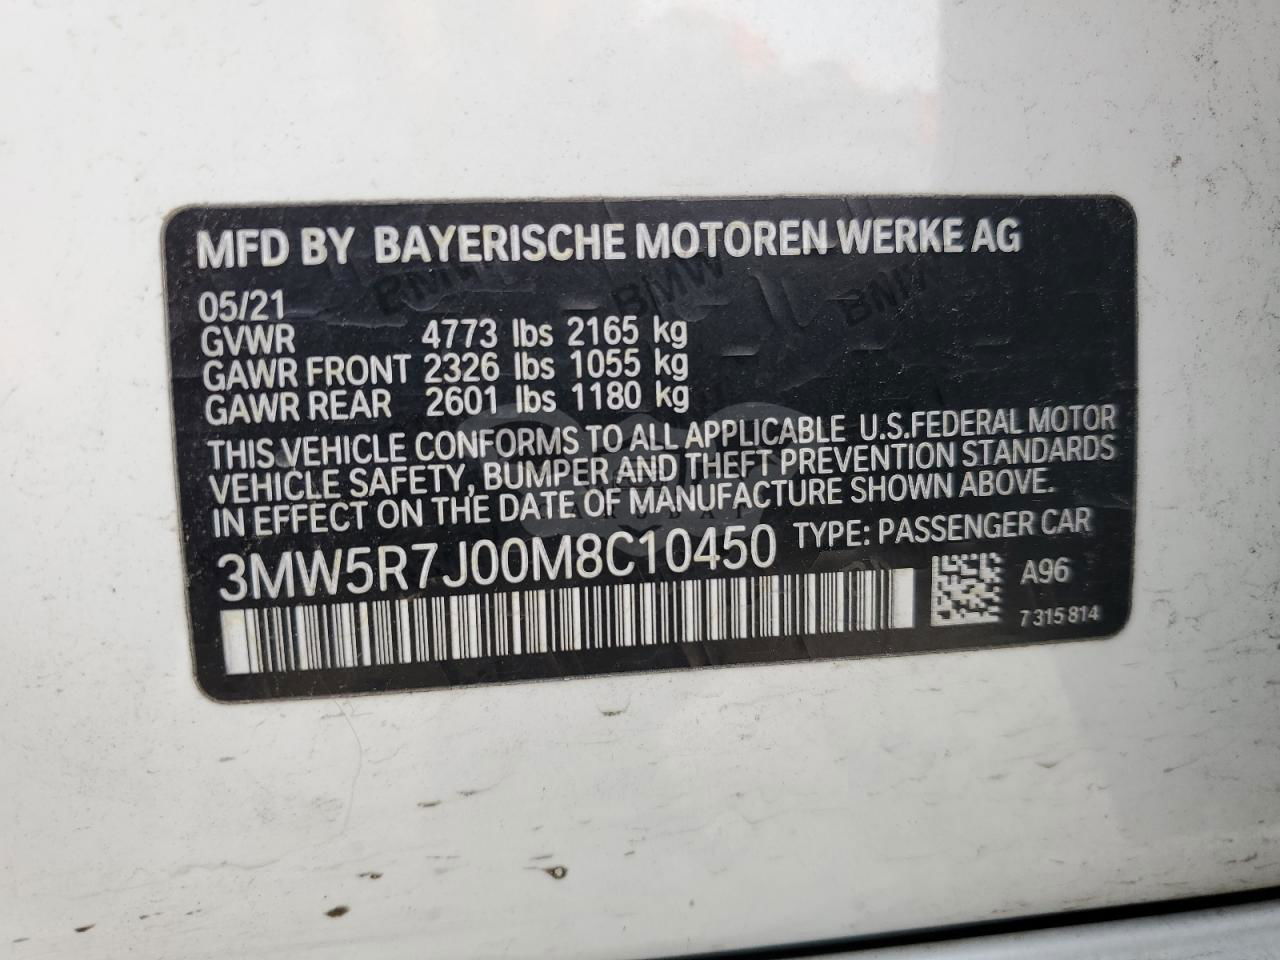 MFD BY BAYERISCHE MOTOREN WERKE AG
BMW BMW BMW
05/21
GVWR 4773 lbs 2165 kg
GAWR FRONT 2326 lbs 1055 kg
GAWR REAR 2601 lbs 1180 kg
THIS VEHICLE CONFORMS TO ALL APPLICABLE U.S.FEDERAL MOTOR
VEHICLE SAFETY, BUMPER AND THEFT PREVENTION STANDARDS
IN EFFECT ON THE DATE OF MANUFACTURE SHOWN ABOVE.
3MW5R7J00M8C10450 TYPE: PASSENGER CAR
A96
7 315 814